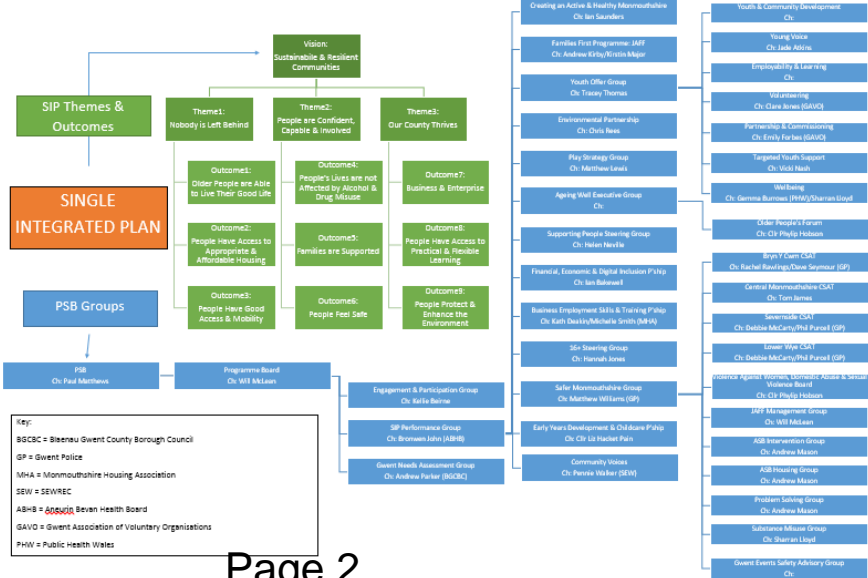 Vision:
Sustainabile & Resilient
Communities
SIP Themes &
Outcomes
Theme1:
Nobody is Left Behind
Theme2:
People are Confident,
Capable & Involved
Theme3:
Our County Thrives
SINGLE
INTEGRATED PLAN
Outcome1:
Older People are Able
to Live Their Good Life
Outcome4:
People's Lives are not
Affected by Alcohol &
Drug Misuse
Outcome7:
Business & Enterprise
Outcome2:
People Have Access to
Appropriate &
Affordable Housing
Outcome5:
Families are Supported
Outcome8:
People Have Access to
Practical & Flexible
Learning
Outcome3:
People Have Good
Access & Mobility
Outcome6:
People Feel Safe
Outcome9:
People Protect &
Enhance the
Environment
PSB Groups
PSB
Ch: Paul Matthews
Programme Board
Ch: Will McLean
Engagement & Participation Group
Ch: Kellie Beirne
SIP Performance Group
Ch: Bronwen John (ABHB)
Gwent Needs Assessment Group
Ch: Andrew Parker (BGCBC)
Creating an Active & Healthy Monmouthshire
Ch: Ian Saunders
Families First Programme: JAFF
Ch: Andrew Kirby/Kirstin Major
Youth Offer Group
Ch: Tracey Thomas
Environmental Partnership
Ch: Chris Rees
Play Strategy Group
Ch: Matthew Lewis
Ageing Well Executive Group
Ch:
Supporting People Steering Group
Ch: Helen Neville
Financial, Economic & Digital Inclusion P'ship
Ch: Ian Bakewell
Business Employment Skills & Training P'ship
Ch: Kath Deakin/Michelle Smith (MHA)
16+ Steering Group
Ch: Hannah Jones
Safer Monmouthshire Group
Ch: Matthew Williams (GP)
Early Years Development & Childcare P'ship
Ch: Cllr Liz Hacket Pain
Community Voices
Ch: Pennie Walker (SEW)
Youth & Community Development
Ch:
Young Voice
Ch: Jade Atkins
Employability & Learning
Ch:
Volunteering
Ch: Clare Jones (GAVO)
Partnership & Commissioning
Ch: Emily Forbes (GAVO)
Targeted Youth Support
Ch: Vicki Nash
Wellbeing
Ch: Gemma Burrows (PHW)/Sharran Lloyd
Older People's Forum
Ch: Cllr Phylip Hobson
Bryn Y Cwm CSAT
Ch: Rachel Rawlings/Dave Seymour (GP)
Central Monmouthshire CSAT
Ch: Tom James
Severnside CSAT
Ch: Debbie McCarty/Phil Purcell (GP)
Lower Wye CSAT
Ch: Debbie McCarty/Phil Purcell (GP)
Violence Against Women, Domestic Abuse & Sexual
Violence Board
Ch: Cllr Phylip Hobson
JAFF Management Group
Ch: Will McLean
ASB Intervention Group
Ch: Andrew Mason
ASB Housing Group
Ch: Andrew Mason
Problem Solving Group
Ch: Andrew Mason
Substance Misuse Group
Ch: Sharran Lloyd
Gwent Events Safety Advisory Group
Ch:
Key:
BGCBC = Blaenau Gwent County Borough Council
GP = Gwent Police
MHA = Monmouthshire Housing Association
SEW = SEWREC
ABHB = Aneurin Bevan Health Board
GAVO = Gwent Association of Voluntary Organisations
PHW = Public Health Wales
Page 2